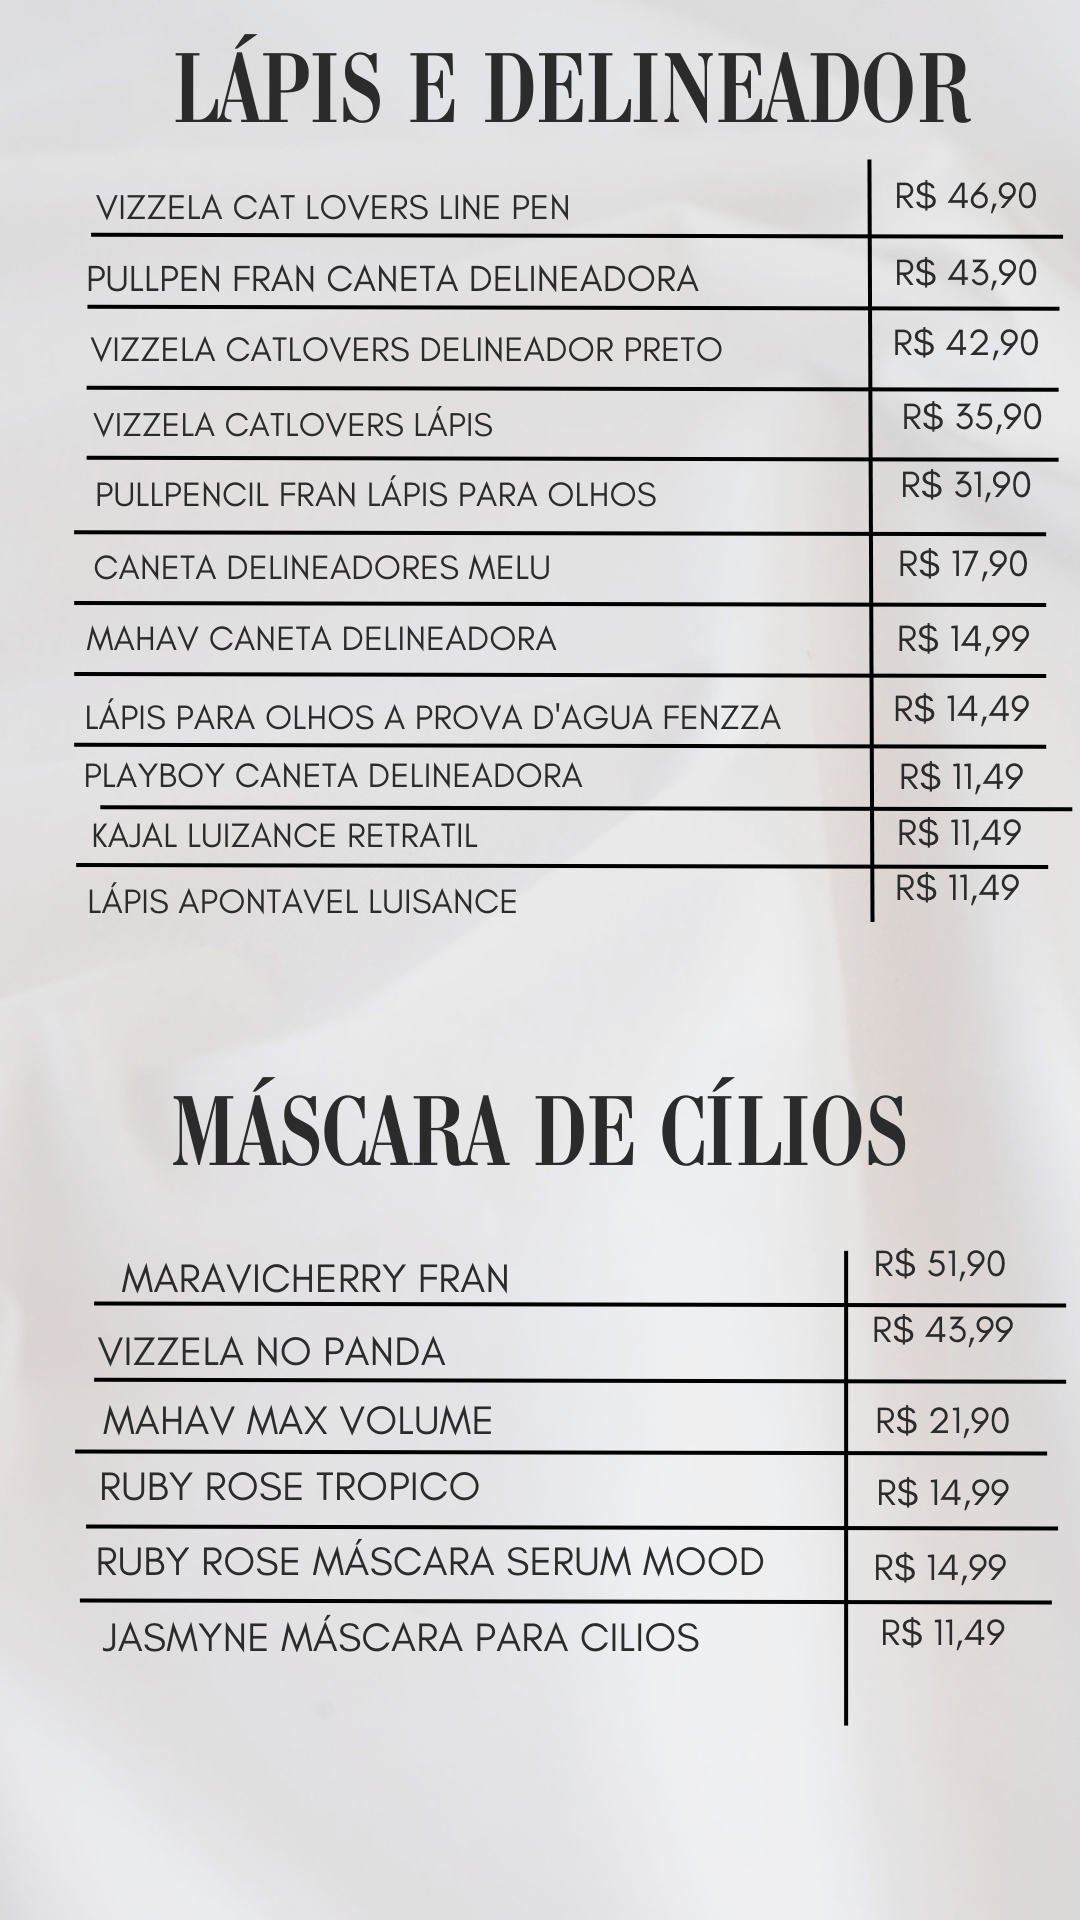 LÁPIS E DELINEADOR
VIZZELA CAT LOVERS LINE PEN R$ 46,90
PULLPEN FRAN CANETA DELINEADORA R$ 43,90
VIZZELA CATLOVERS DELINEADOR PRETO R$ 42,90
VIZZELA CATLOVERS LÁPIS R$ 35,90
PULLPENCIL FRAN LÁPIS PARA OLHOS R$ 31,90
CANETA DELINEADORES MELU R$ 17,90
MAHAV CANETA DELINEADORA R$ 14,99
LÁPIS PARA OLHOS A PROVA D'AGUA FENZZA R$ 14,49
PLAYBOY CANETA DELINEADORA R$ 11,49
KAJAL LUIZANCE RETRATIL R$ 11,49
LÁPIS APONTAVEL LUISANCE R$ 11,49
MÁSCARA DE CÍLIOS
MARAVICHERRY FRAN R$ 51,90
VIZZELA NO PANDA R$ 43,99
MAHAV MAX VOLUME R$ 21,90
RUBY ROSE TROPICO R$ 14,99
RUBY ROSE MÁSCARA SERUM MOOD R$ 14,99
JASMYNE MÁSCARA PARA CILIOS R$ 11,49